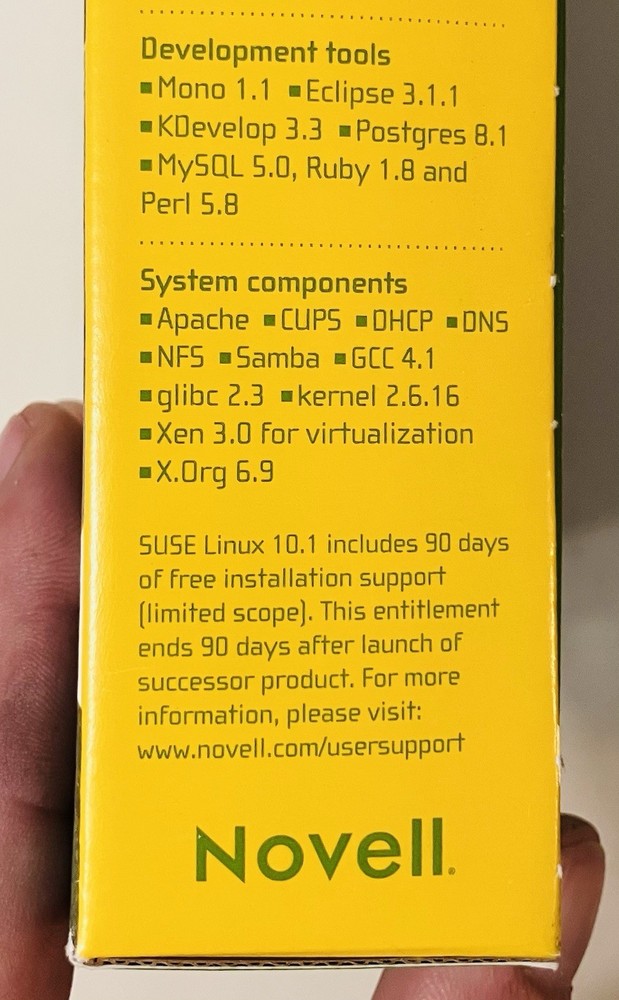 Development tools
▪Mono 1.1 ▪Eclipse 3.1.1
▪KDevelop 3.3 ▪Postgres 8.1
▪MySQL 5.0, Ruby 1.8 and
Perl 5.8
System components
▪Apache ▪CUPS ▪DHCP ▪DNS
▪NFS ▪Samba ▪GCC 4.1
▪glibc 2.3 ▪kernel 2.6.16
▪Xen 3.0 for virtualization
▪X.Org 6.9
SUSE Linux 10.1 includes 90 days
of free installation support
(limited scope). This entitlement
ends 90 days after launch of
successor product. For more
information, please visit:
www.novell.com/usersupport
Novell®